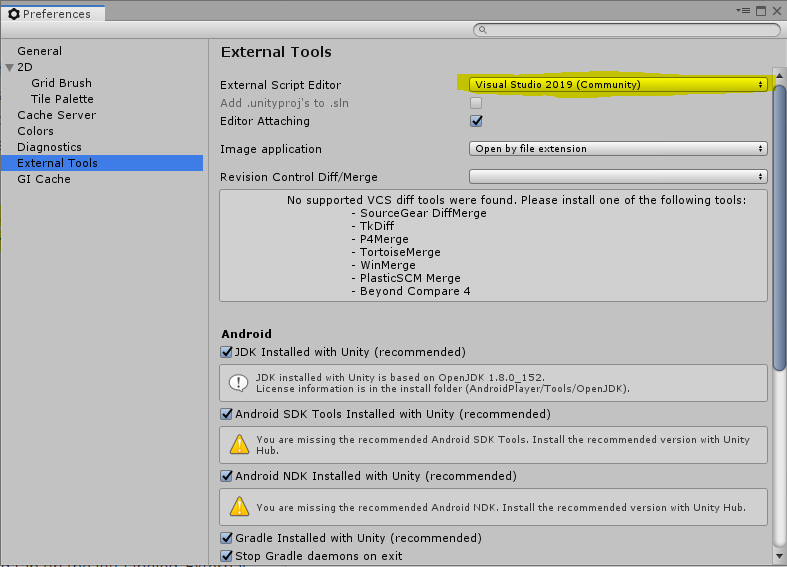 Preferences
General
2D
Grid Brush
Tile Palette
Cache Server
Colors
Diagnostics
External Tools
GI Cache
External Tools
External Script Editor
Visual Studio 2019 (Community)
Add .unityproj's to .sln
Editor Attaching
Image application
Open by file extension
Revision Control Diff/Merge
No supported VCS diff tools were found. Please install one of the following tools:
- SourceGear DiffMerge
- TkDiff
- P4Merge
- TortoiseMerge
- WinMerge
- PlasticSCM Merge
- Beyond Compare 4
Android
JDK Installed with Unity (recommended)
JDK installed with Unity is based on OpenJDK 1.8.0_152.
License information is in the install folder (AndroidPlayer/Tools/OpenJDK).
Android SDK Tools Installed with Unity (recommended)
You are missing the recommended Android SDK Tools. Install the recommended version with Unity
Hub.
Android NDK Installed with Unity (recommended)
You are missing the recommended Android NDK. Install the recommended version with Unity Hub.
Gradle Installed with Unity (recommended)
Stop Gradle daemons on exit